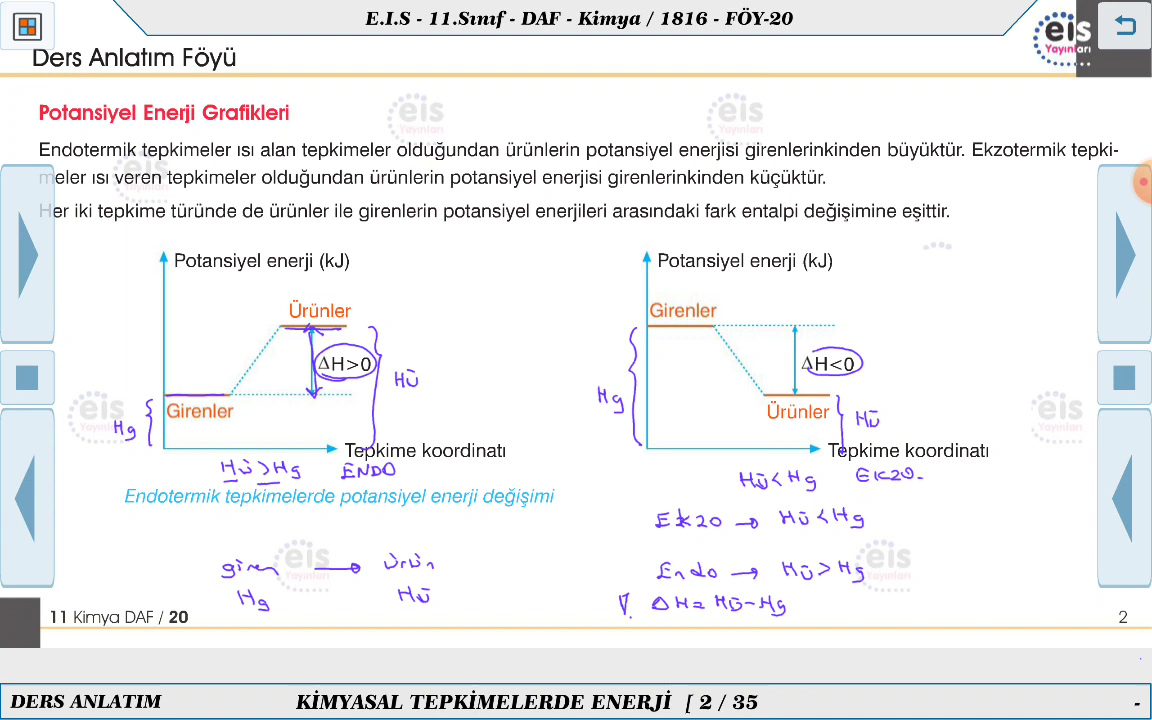 E.I.S - 11.Sınıf - DAF - Kimya / 1816 - FÖY-20
Ders Anlatım Föyü
eis
Yayınları
Potansiyel Enerji Grafikleri
Endotermik tepkimeler ısı alan tepkimeler olduğundan ürünlerin potansiyel enerjisi girenlerinkinden büyüktür. Ekzotermik tepki-
meler ısı veren tepkimeler olduğundan ürünlerin potansiyel enerjisi girenlerinkinden küçüktür.
Her iki tepkime türünde de ürünler ile girenlerin potansiyel enerjileri arasındaki fark entalpi değişimine eşittir.
Potansiyel enerji (kJ)
Ürünler
ΔH>0
Hü
Girenler
Hg
Tepkime koordinatı
Hü>Hg ENDO
Endotermik tepkimelerde potansiyel enerji değişimi
giren → ürün
Hg Hü
Potansiyel enerji (kJ)
Girenler
ΔH<0
Hg
Ürünler
Hü
Tepkime koordinatı
Hü<Hg EKZO.
Ekzo → Hü<Hg
Endo → Hü>Hg
ΔH = Hü-Hg
11 Kimya DAF / 20
2
DERS ANLATIM
KİMYASAL TEPKİMELERDE ENERJİ [ 2 / 35
-